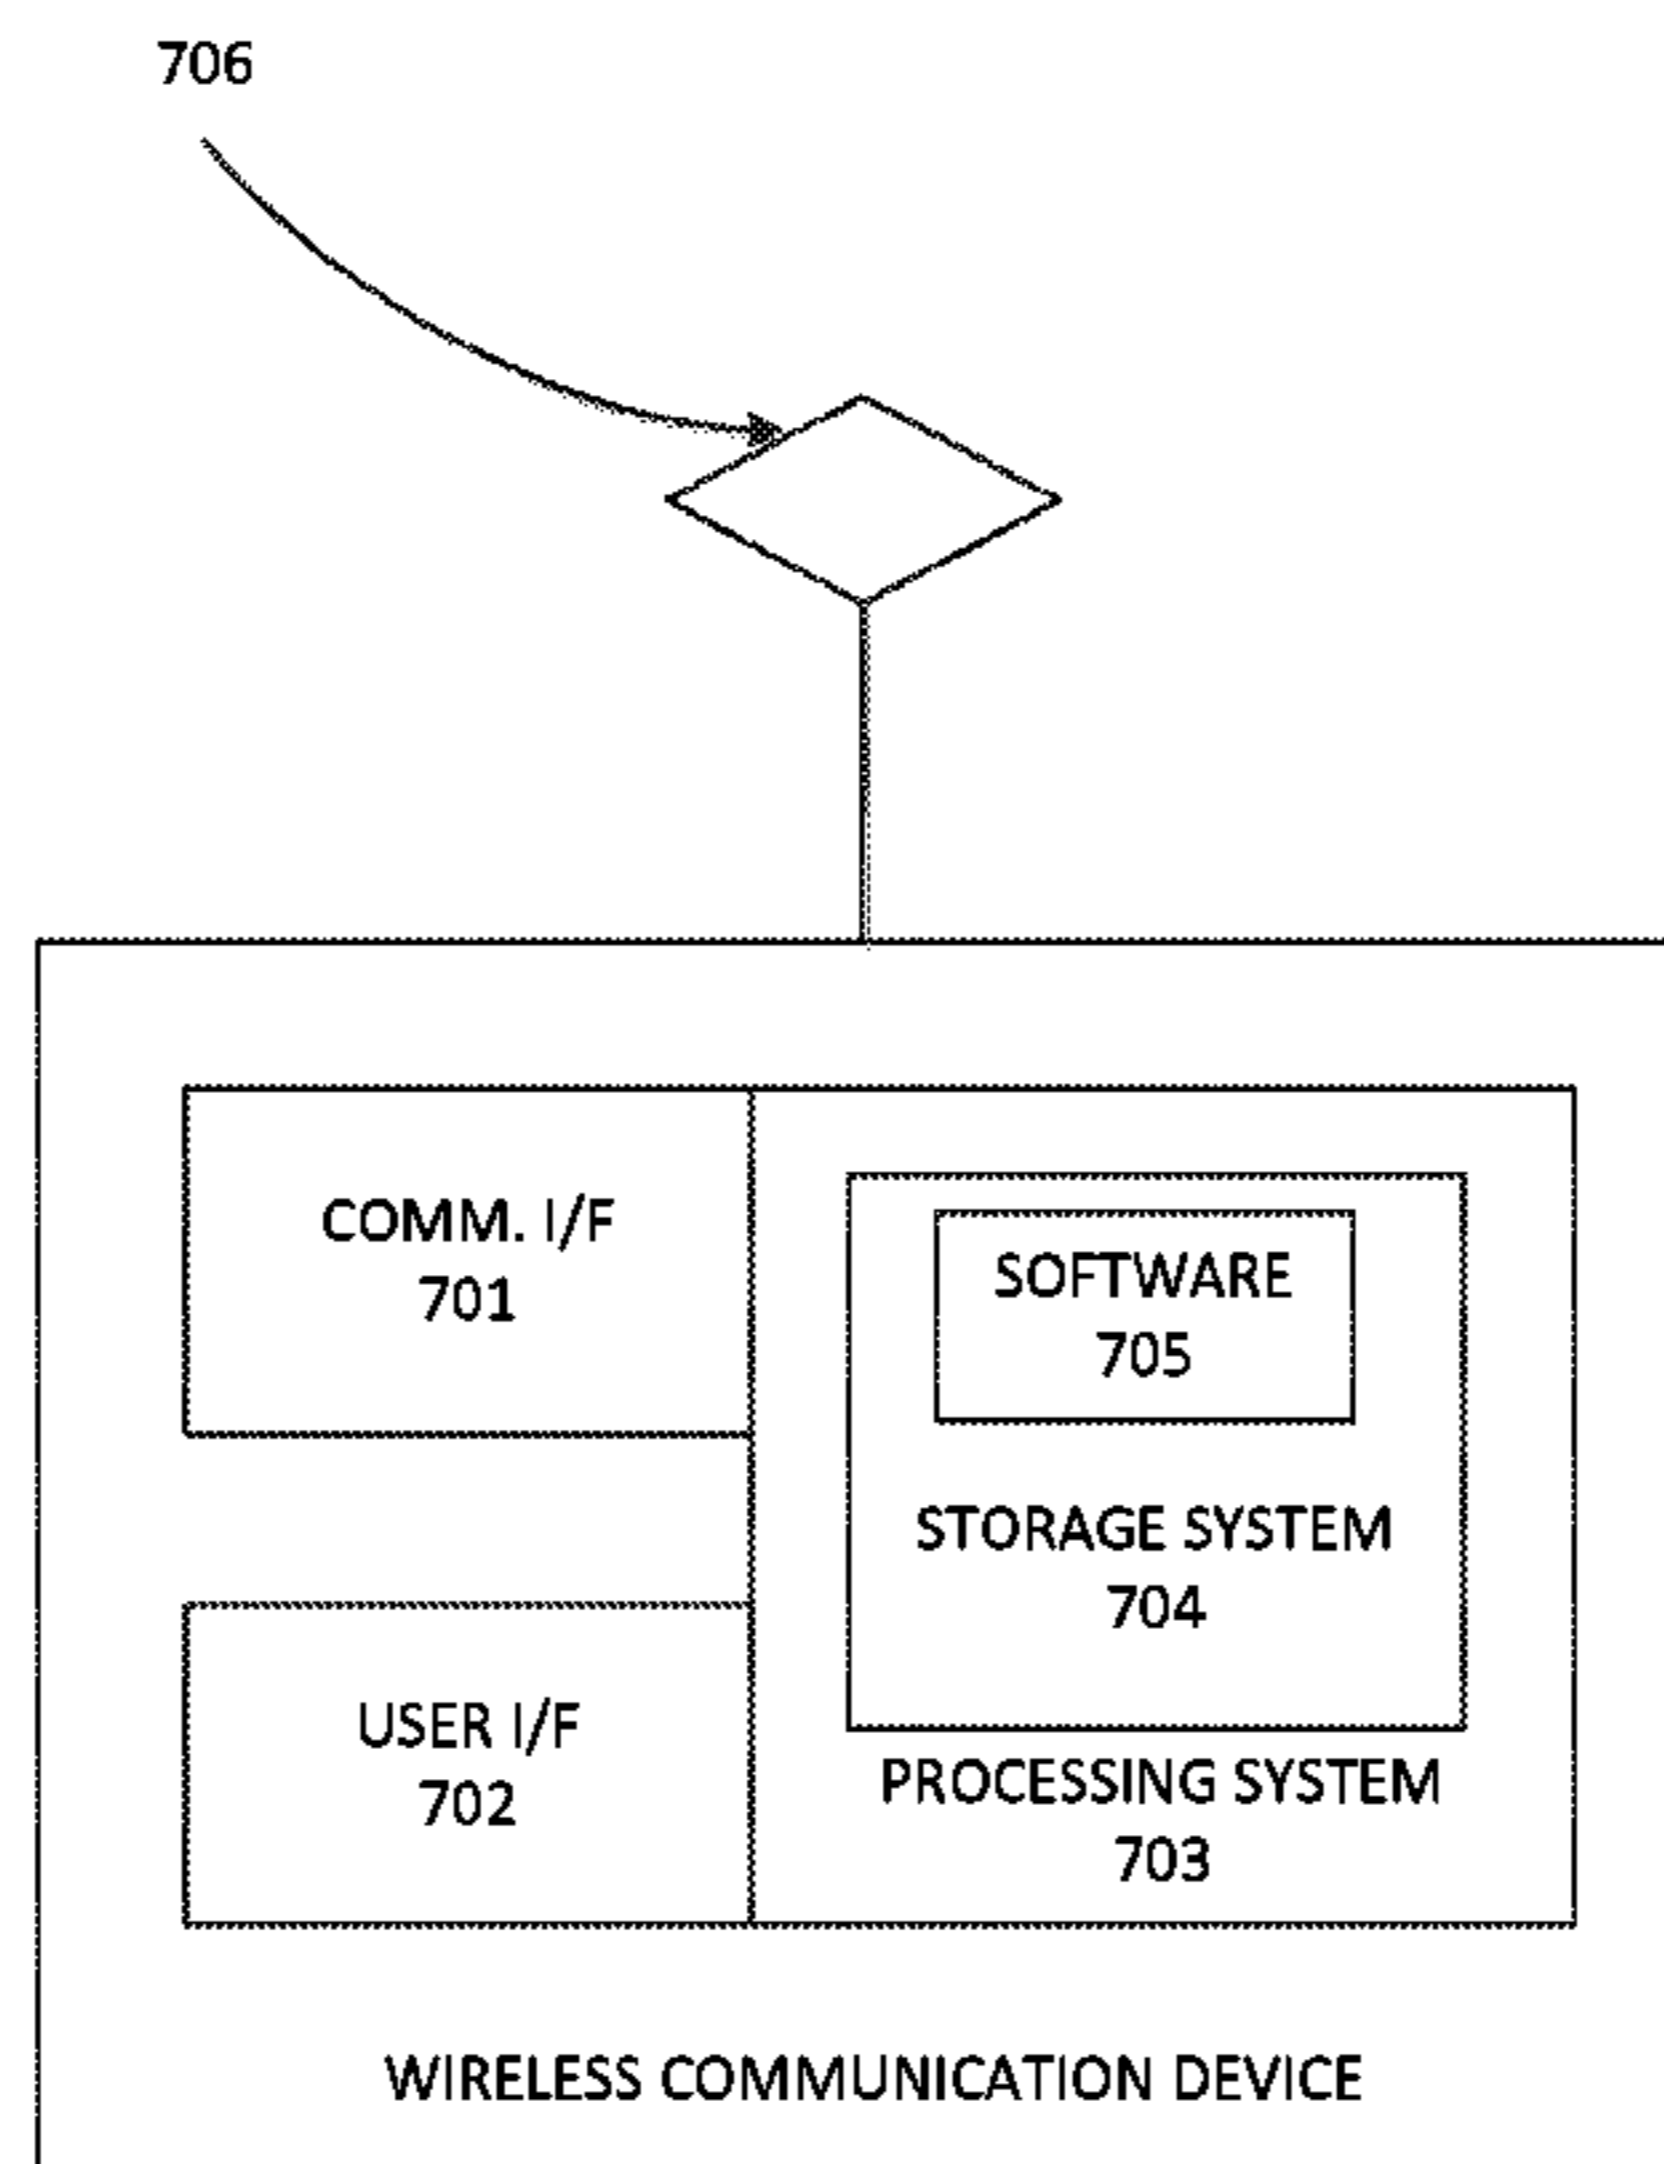 706
COMM. I/F
701
SOFTWARE
705
STORAGE SYSTEM
704
USER I/F
702
PROCESSING SYSTEM
703
WIRELESS COMMUNICATION DEVICE